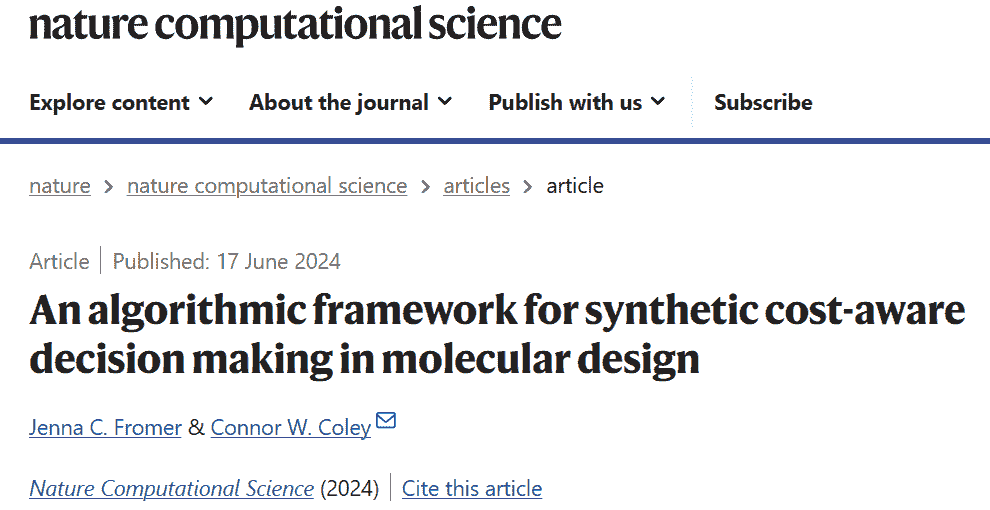 nature computational science
Explore content About the journal Publish with us Subscribe
nature > nature computational science > articles > article
Article | Published: 17 June 2024
An algorithmic framework for synthetic cost-aware
decision making in molecular design
Jenna C. Fromer & Connor W. Coley
Nature Computational Science (2024) | Cite this article